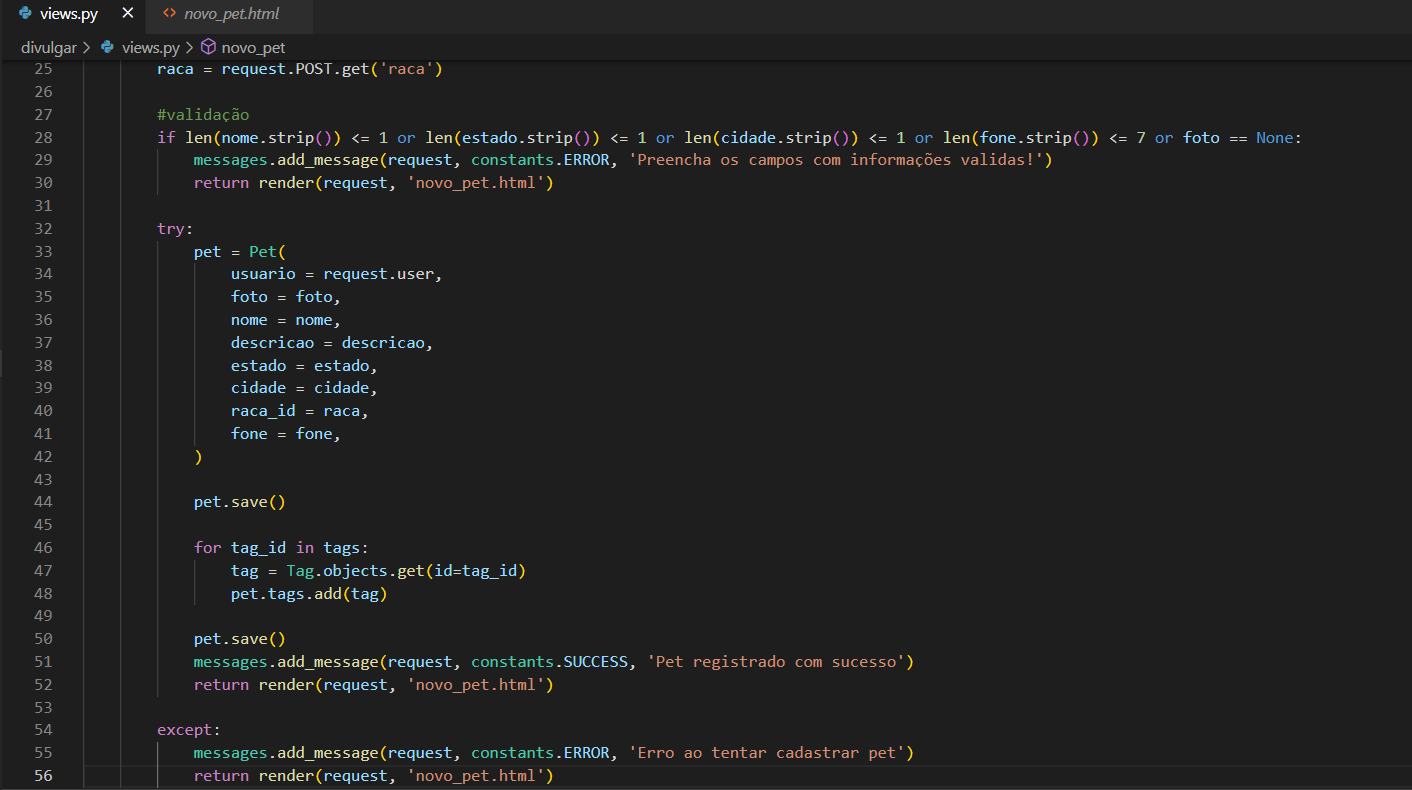 views.py × <> novo_pet.html
divulgar > views.py > novo_pet
25 raca = request.POST.get('raca')
26
27 #validação
28 if len(nome.strip()) <= 1 or len(estado.strip()) <= 1 or len(cidade.strip()) <= 1 or len(fone.strip()) <= 7 or foto == None:
29 messages.add_message(request, constants.ERROR, 'Preencha os campos com informações validas!')
30 return render(request, 'novo_pet.html')
31
32 try:
33 pet = Pet(
34 usuario = request.user,
35 foto = foto,
36 nome = nome,
37 descricao = descricao,
38 estado = estado,
39 cidade = cidade,
40 raca_id = raca,
41 fone = fone,
42 )
43
44 pet.save()
45
46 for tag_id in tags:
47 tag = Tag.objects.get(id=tag_id)
48 pet.tags.add(tag)
49
50 pet.save()
51 messages.add_message(request, constants.SUCCESS, 'Pet registrado com sucesso')
52 return render(request, 'novo_pet.html')
53
54 except:
55 messages.add_message(request, constants.ERROR, 'Erro ao tentar cadastrar pet')
56 return render(request, 'novo_pet.html')